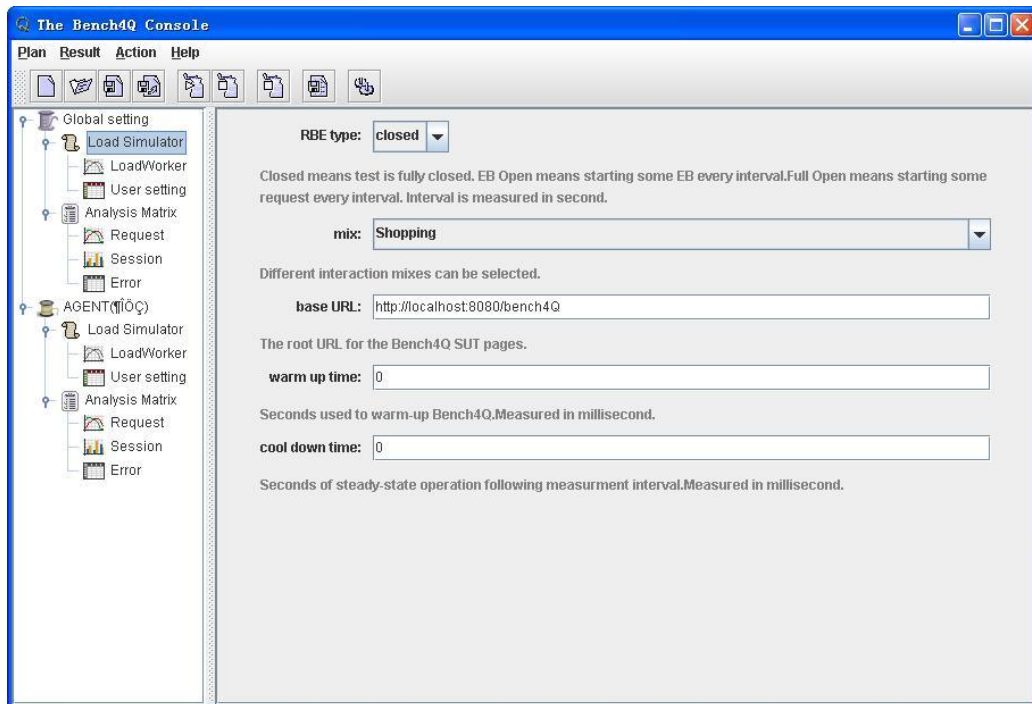 The Bench4Q Console
Plan Result Action Help
Global setting
Load Simulator
LoadWorker
User setting
Analysis Matrix
Request
Session
Error
AGENT(¶ÎÕÇ)
Load Simulator
LoadWorker
User setting
Analysis Matrix
Request
Session
Error
RBE type: closed
Closed means test is fully closed. EB Open means starting some EB every interval.Full Open means starting some
request every interval. Interval is measured in second.
mix: Shopping
Different interaction mixes can be selected.
base URL: http://localhost:8080/bench4Q
The root URL for the Bench4Q SUT pages.
warm up time: 0
Seconds used to warm-up Bench4Q.Measured in millisecond.
cool down time: 0
Seconds of steady-state operation following measurment interval.Measured in millisecond.